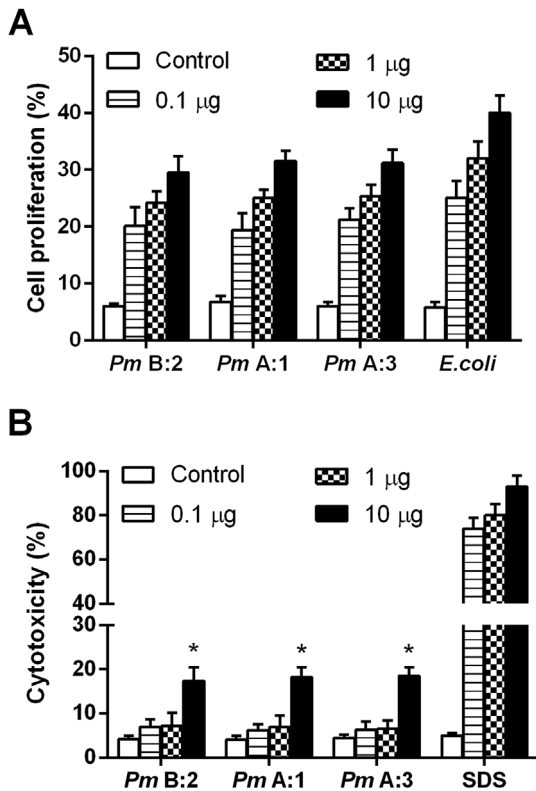 A
Control
1 μg
0.1 μg
10 μg
Cell proliferation (%)
50
40
30
20
10
0
Pm B:2
Pm A:1
Pm A:3
E.coli
B
Control
1 μg
0.1 μg
10 μg
Cytotoxicity (%)
100
80
60
40
20
10
0
*
*
*
Pm B:2
Pm A:1
Pm A:3
SDS